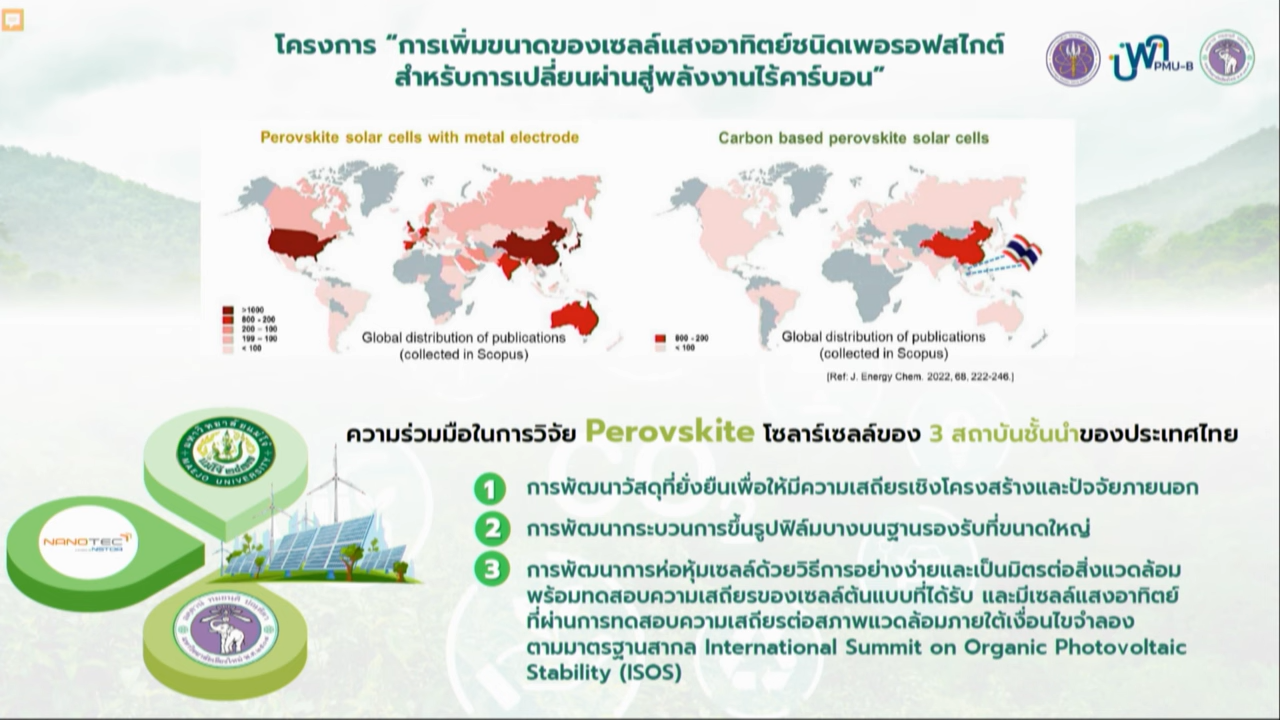 โครงการ “การเพิ่มขนาดของเซลล์แสงอาทิตย์ชนิดเพอรอฟสไกต์
สำหรับการเปลี่ยนผ่านสู่พลังงานไร้คาร์บอน”
PMU-B
Perovskite solar cells with metal electrode
Carbon based perovskite solar cells
>1000
800 - 200
200 - 100
199 - 100
< 100
Global distribution of publications
(collected in Scopus)
800 - 200
< 100
Global distribution of publications
(collected in Scopus)
[Ref: J. Energy Chem. 2022, 68, 222-246.]
ความร่วมมือในการวิจัย Perovskite โซลาร์เซลล์ของ 3 สถาบันชั้นนำของประเทศไทย
MAEJO UNIVERSITY
NANOTEC
NSTDA
1 การพัฒนาวัสดุที่ยั่งยืนเพื่อให้มีความเสถียรเชิงโครงสร้างและปัจจัยภายนอก
2 การพัฒนากระบวนการขึ้นรูปฟิล์มบางบนฐานรองรับที่ขนาดใหญ่
3 การพัฒนาการห่อหุ้มเซลล์ด้วยวิธีการอย่างง่ายและเป็นมิตรต่อสิ่งแวดล้อม
พร้อมทดสอบความเสถียรของเซลล์ต้นแบบที่ได้รับ และมีเซลล์แสงอาทิตย์
ที่ผ่านการทดสอบความเสถียรต่อสภาพแวดล้อมภายใต้เงื่อนไขจำลอง
ตามมาตรฐานสากล International Summit on Organic Photovoltaic
Stability (ISOS)